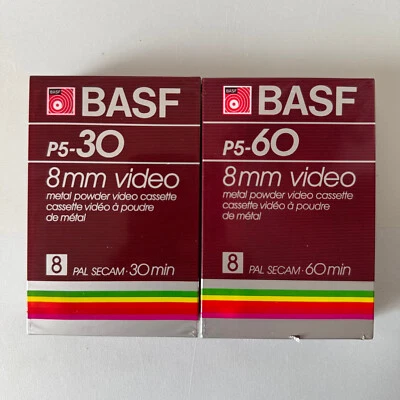 BASF
BASF
P5-30
8mm video
metal powder video cassette
cassette vidéo à poudre
de métal
8
PAL SECAM · 30 min
BASF
BASF
P5-60
8mm video
metal powder video cassette
cassette vidéo à poudre
de métal
8
PAL SECAM · 60 min